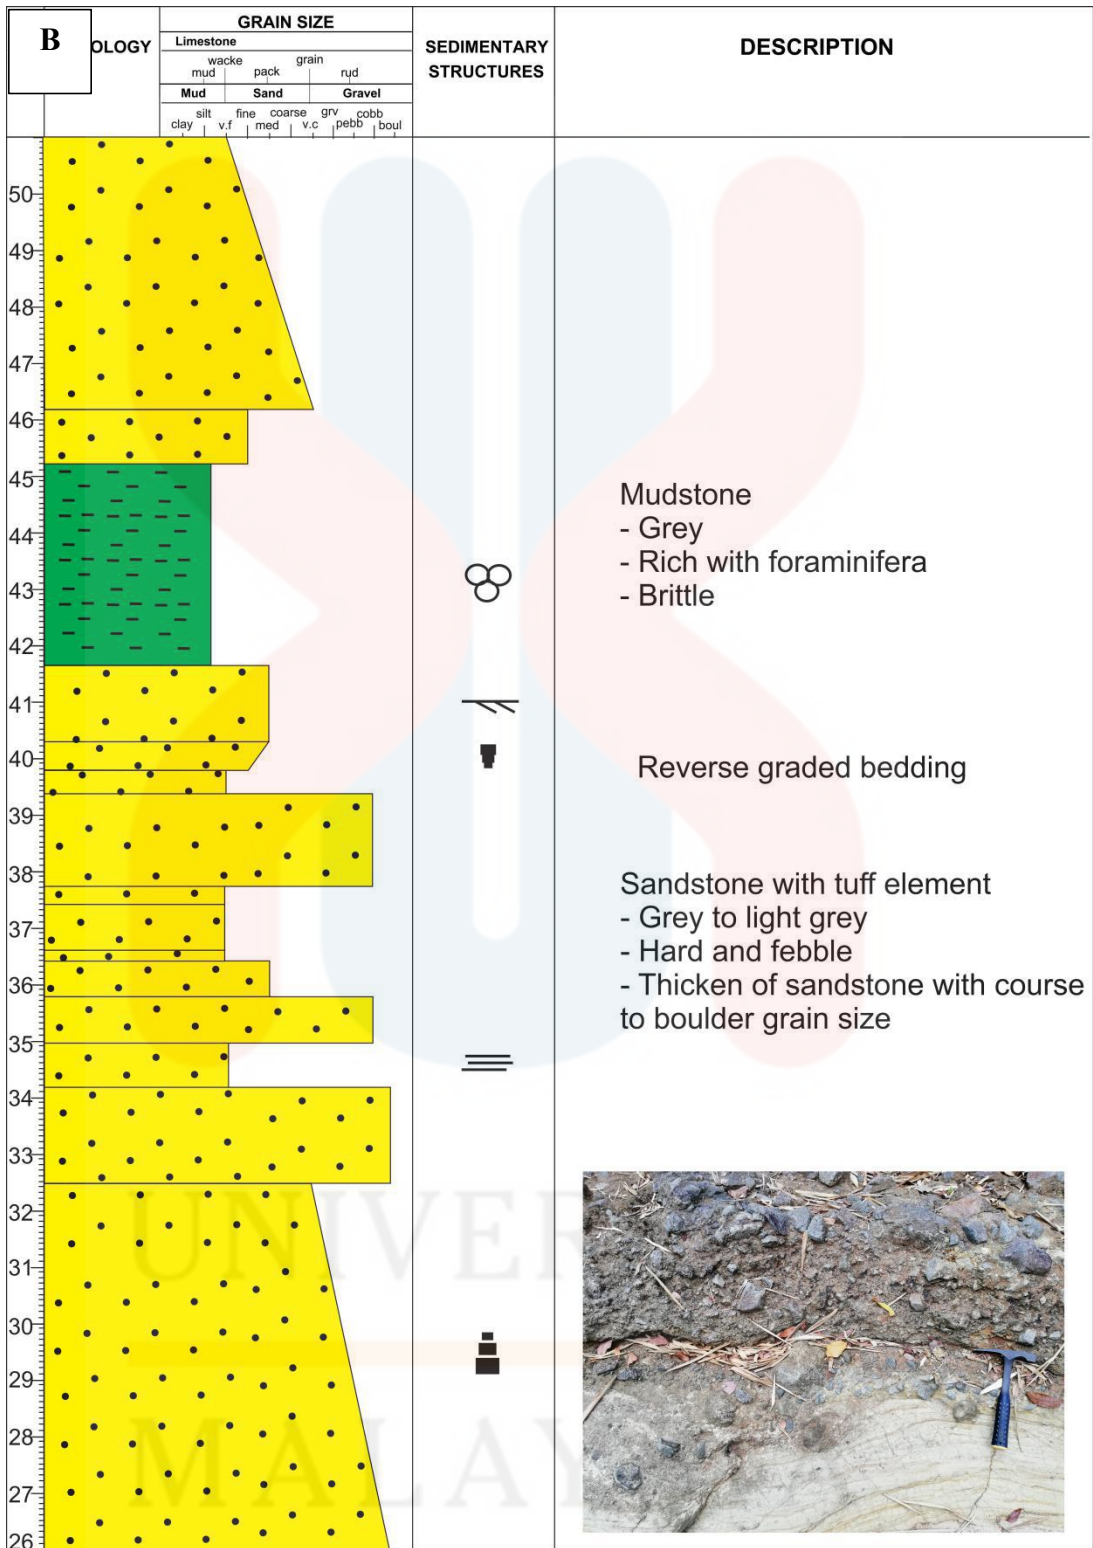 B
OLOGY
GRAIN SIZE
Limestone
wacke grain
mud pack rud
Mud Sand Gravel
silt fine coarse grv cobb
clay v.f med v.c pebb boul
SEDIMENTARY
STRUCTURES
DESCRIPTION
50
49
48
47
46
45
44
43
42
41
40
39
38
37
36
35
34
33
32
31
30
29
28
27
26
Mudstone
- Grey
- Rich with foraminifera
- Brittle
Reverse graded bedding
Sandstone with tuff element
- Grey to light grey
- Hard and febble
- Thicken of sandstone with course
to boulder grain size
UNIVER
MALAY